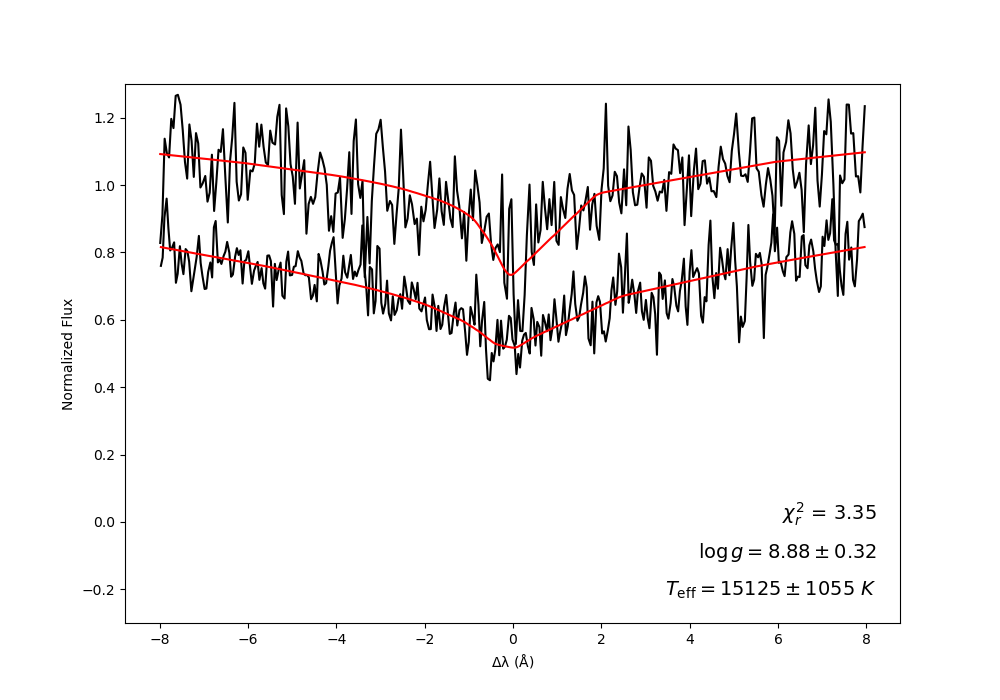 1.2
1.0
0.8
0.6
0.4
0.2
0.0
−0.2
Normalized Flux
χ²ᵣ = 3.35
log g = 8.88 ± 0.32
T_eff = 15125 ± 1055 K
−8 −6 −4 −2 0 2 4 6 8
Δλ (Å)